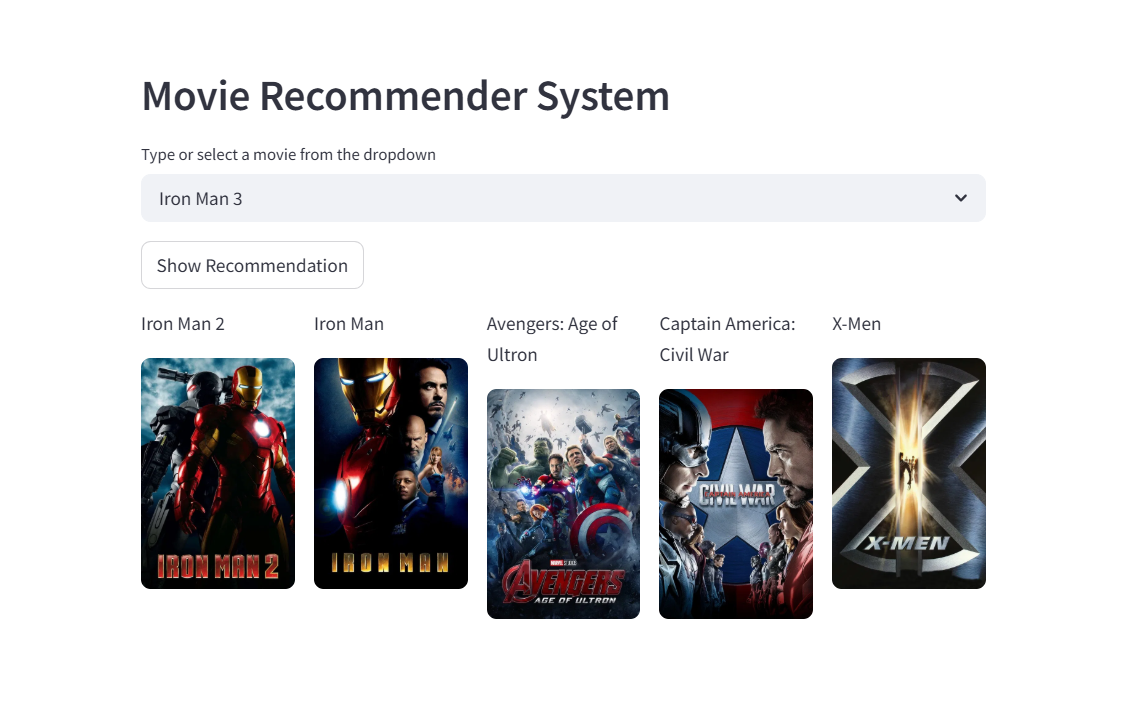 Movie Recommender System
Type or select a movie from the dropdown
Iron Man 3
Show Recommendation
Iron Man 2
Iron Man
Avengers: Age of
Ultron
Captain America:
Civil War
X-Men
IRON MAN 2
IRON MAN
MARVEL
AVENGERS
AGE OF ULTRON
CIVIL WAR
CAPTAIN AMERICA
X-MEN